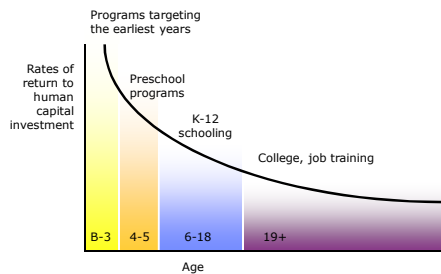 Programs targeting
the earliest years
Rates of
return to
human
capital
investment
Preschool
programs
K-12
schooling
College, job training
B-3
4-5
6-18
19+
Age